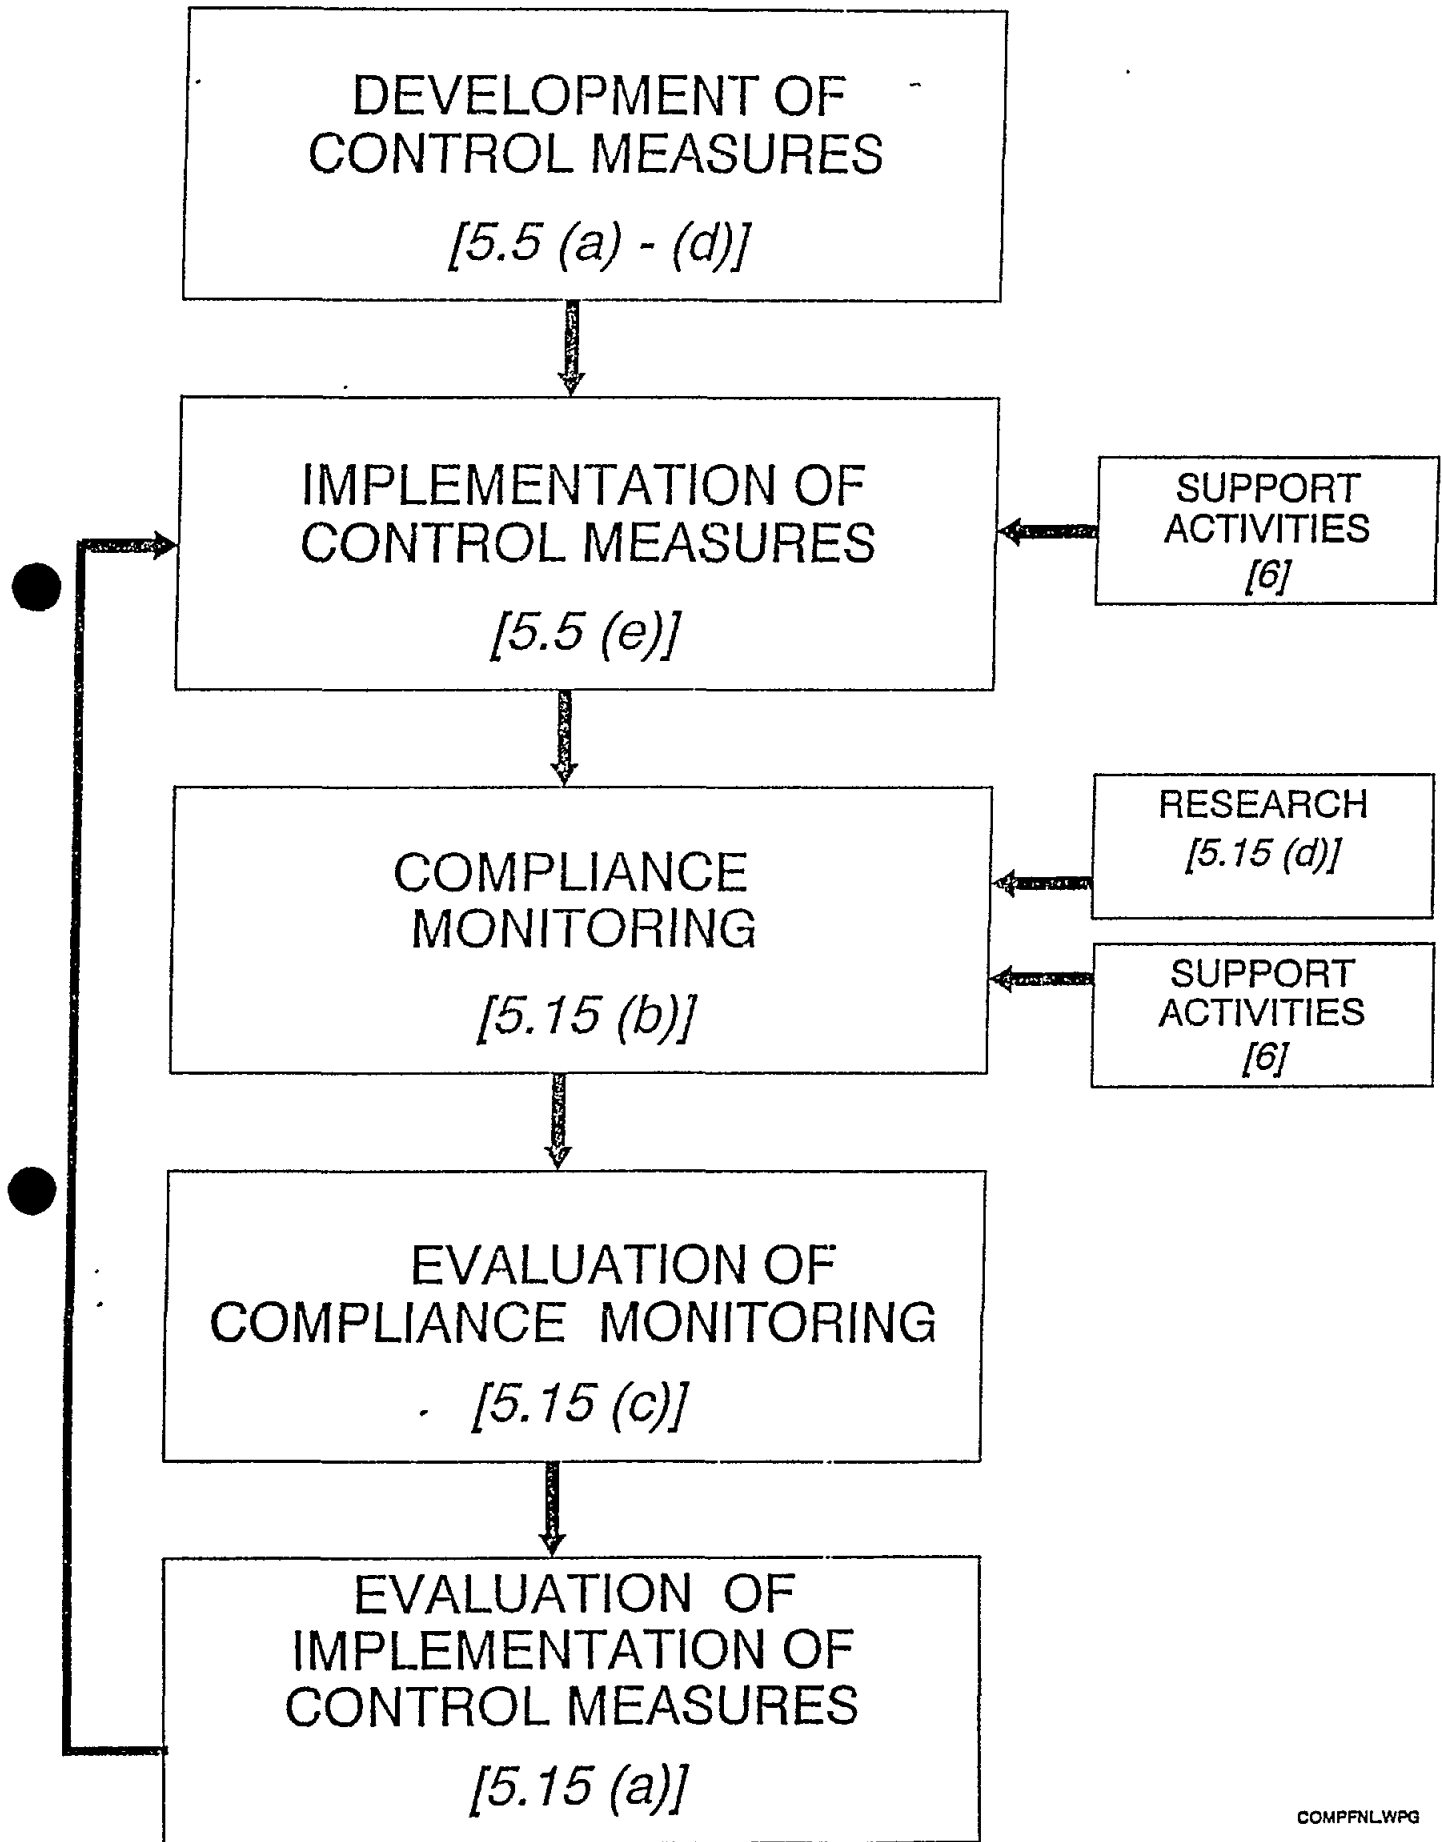 DEVELOPMENT OF
CONTROL MEASURES
[5.5 (a) - (d)]
IMPLEMENTATION OF
CONTROL MEASURES
[5.5 (e)]
SUPPORT
ACTIVITIES
[6]
COMPLIANCE
MONITORING
[5.15 (b)]
RESEARCH
[5.15 (d)]
SUPPORT
ACTIVITIES
[6]
EVALUATION OF
COMPLIANCE MONITORING
[5.15 (c)]
EVALUATION OF
IMPLEMENTATION OF
CONTROL MEASURES
[5.15 (a)]
COMPFNL.WPG